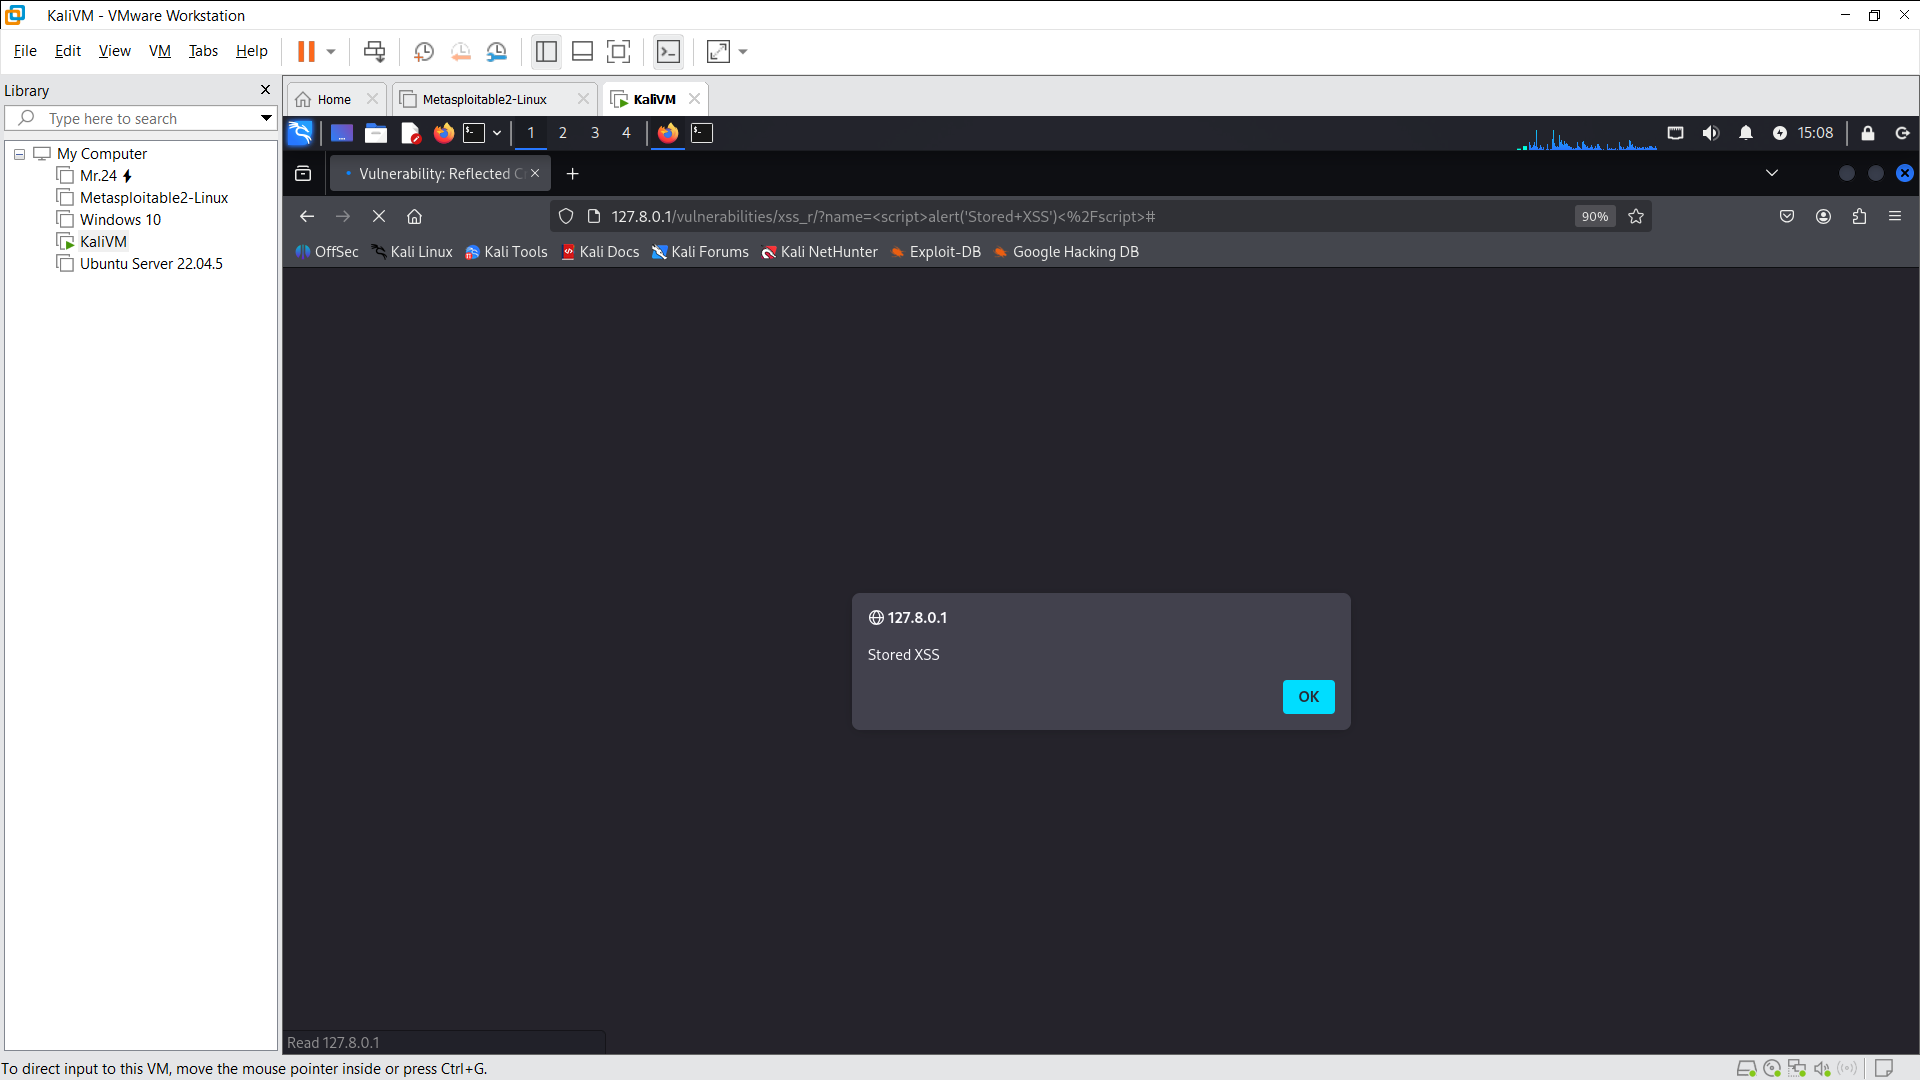 KaliVM - VMware Workstation
File Edit View VM Tabs Help
Library
Type here to search
My Computer
Mr.24
Metasploitable2-Linux
Windows 10
KaliVM
Ubuntu Server 22.04.5
Home
Metasploitable2-Linux
KaliVM
1 2 3 4
15:08
Vulnerability: Reflected C
127.8.0.1/vulnerabilities/xss_r/?name=<script>alert('Stored+XSS')<%2Fscript>#
90%
OffSec Kali Linux Kali Tools Kali Docs Kali Forums Kali NetHunter Exploit-DB Google Hacking DB
127.8.0.1
Stored XSS
OK
Read 127.8.0.1
To direct input to this VM, move the mouse pointer inside or press Ctrl+G.